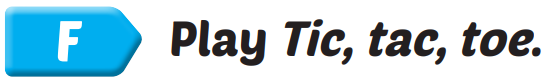 F Play Tic, tac, toe.